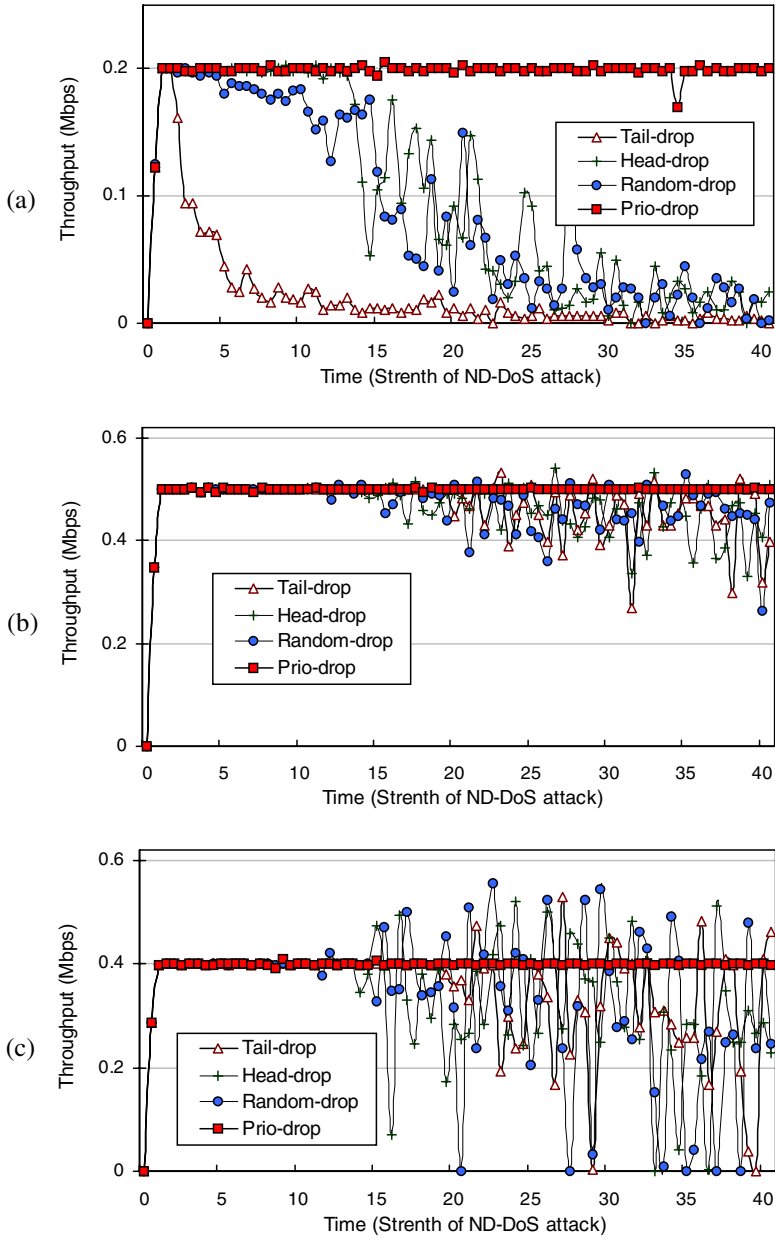 (a)
Throughput (Mbps)
0.2
0.1
0
Tail-drop
Head-drop
Random-drop
Prio-drop
0 5 10 15 20 25 30 35 40
Time (Strenth of ND-DoS attack)
(b)
Throughput (Mbps)
0.6
0.4
0.2
0
Tail-drop
Head-drop
Random-drop
Prio-drop
0 5 10 15 20 25 30 35 40
Time (Strenth of ND-DoS attack)
(c)
Throughput (Mbps)
0.6
0.4
0.2
0
Tail-drop
Head-drop
Random-drop
Prio-drop
0 5 10 15 20 25 30 35 40
Time (Strenth of ND-DoS attack)